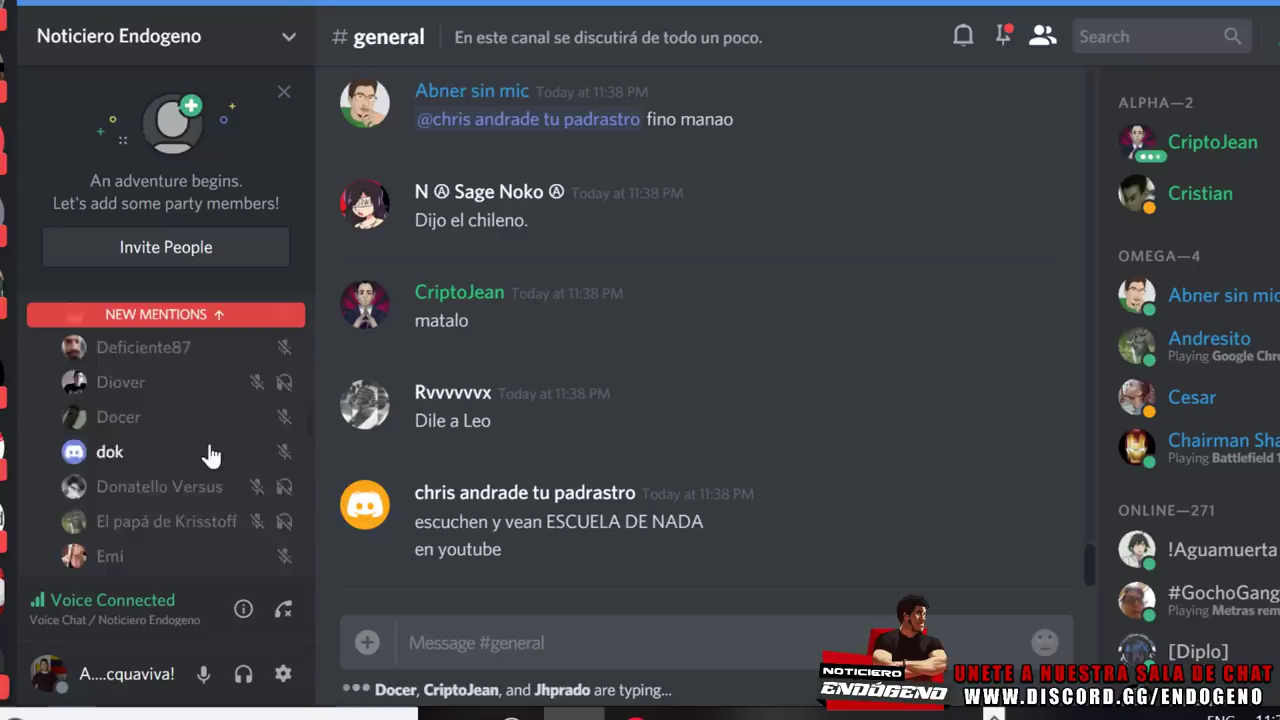 Noticiero Endogeno
An adventure begins.
Let's add some party members!
Invite People
NEW MENTIONS ↑
Deficiente87
Diover
Docer
dok
Donatello Versus
El papá de Krisstoff
Emi
Voice Connected
Voice Chat / Noticiero Endogeno
A....cquaviva!
# general
En este canal se discutirá de todo un poco.
Search
Abner sin mic Today at 11:38 PM
@chris andrade tu padrastro fino manao
N Ⓐ Sage Noko Ⓐ Today at 11:38 PM
Dijo el chileno.
CriptoJean Today at 11:38 PM
matalo
Rvvvvvvx Today at 11:38 PM
Dile a Leo
chris andrade tu padrastro Today at 11:38 PM
escuchen y vean ESCUELA DE NADA
en youtube
Message #general
Docer, CriptoJean, and Jhprado are typing...
ALPHA—2
CriptoJean
Cristian
OMEGA—4
Abner sin mic
Andresito
Playing Google Chr
Cesar
Chairman Sha
Playing Battlefield 1
ONLINE—271
!Aguamuerta
#GochoGang
Playing Metras rem
[Diplo]
NOTICIERO
ENDÓGENO
UNETE A NUESTRA SALA DE CHAT
WWW.DISCORD.GG/ENDOGENO